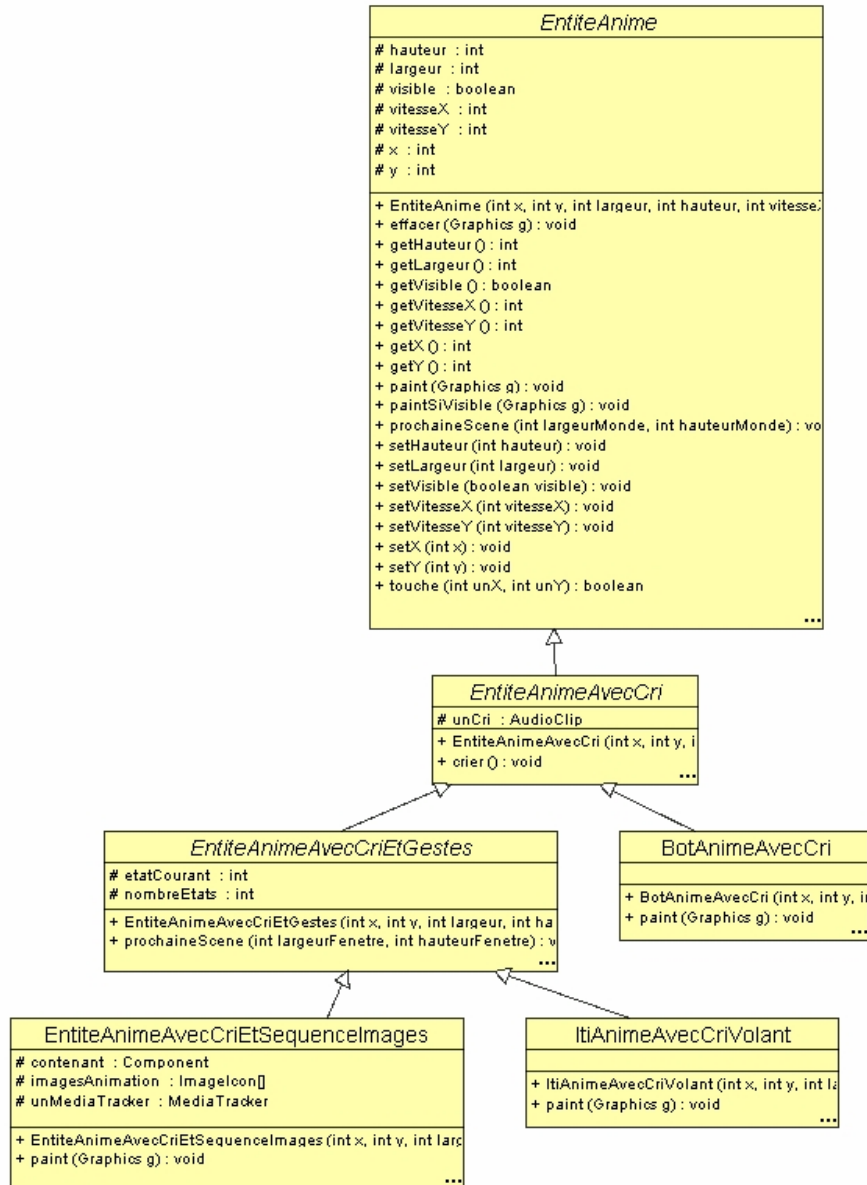 EntiteAnime
# hauteur : int
# largeur : int
# visible : boolean
# vitesseX : int
# vitesseY : int
# x : int
# y : int
+ EntiteAnime (int x, int y, int largeur, int hauteur, int vitesse
+ effacer (Graphics g) : void
+ getHauteur () : int
+ getLargeur () : int
+ getVisible () : boolean
+ getVitesseX () : int
+ getVitesseY () : int
+ getX () : int
+ getY () : int
+ paint (Graphics g) : void
+ paintSiVisible (Graphics g) : void
+ prochaineScene (int largeurMonde, int hauteurMonde) : vo
+ setHauteur (int hauteur) : void
+ setLargeur (int largeur) : void
+ setVisible (boolean visible) : void
+ setVitesseX (int vitesseX) : void
+ setVitesseY (int vitesseY) : void
+ setX (int x) : void
+ setY (int y) : void
+ touche (int unX, int unY) : boolean
...
EntiteAnimeAvecCri
# unCri : AudioClip
+ EntiteAnimeAvecCri (int x, int y, i
+ crier () : void
...
EntiteAnimeAvecCriEtGestes
# etatCourant : int
# nombreEtats : int
+ EntiteAnimeAvecCriEtGestes (int x, int y, int largeur, int ha
+ prochaineScene (int largeurFenetre, int hauteurFenetre) : v
...
BotAnimeAvecCri
+ BotAnimeAvecCri (int x, int y, in
+ paint (Graphics g) : void
...
EntiteAnimeAvecCriEtSequenceImages
# contenant : Component
# imagesAnimation : ImageIcon[]
# unMediaTracker : MediaTracker
+ EntiteAnimeAvecCriEtSequenceImages (int x, int y, int larg
+ paint (Graphics g) : void
...
ItiAnimeAvecCriVolant
+ ItiAnimeAvecCriVolant (int x, int y, int la
+ paint (Graphics g) : void
...